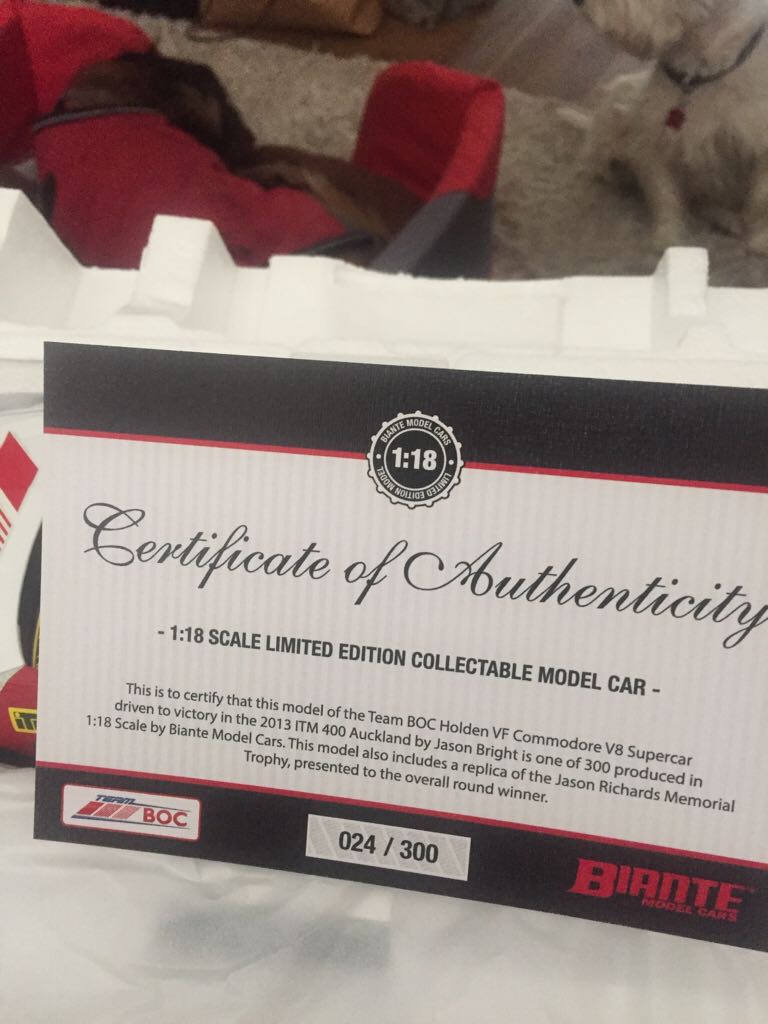 BIANTE MODEL CARS
1:18
LIMITED EDITION MODEL
Certificate of Authenticity
- 1:18 SCALE LIMITED EDITION COLLECTABLE MODEL CAR -
This is to certify that this model of the Team BOC Holden VF Commodore V8 Supercar
driven to victory in the 2013 ITM 400 Auckland by Jason Bright is one of 300 produced in
1:18 Scale by Biante Model Cars. This model also includes a replica of the Jason Richards Memorial
Trophy, presented to the overall round winner.
TEAM
BOC
024 / 300
BIANTE
MODEL CARS